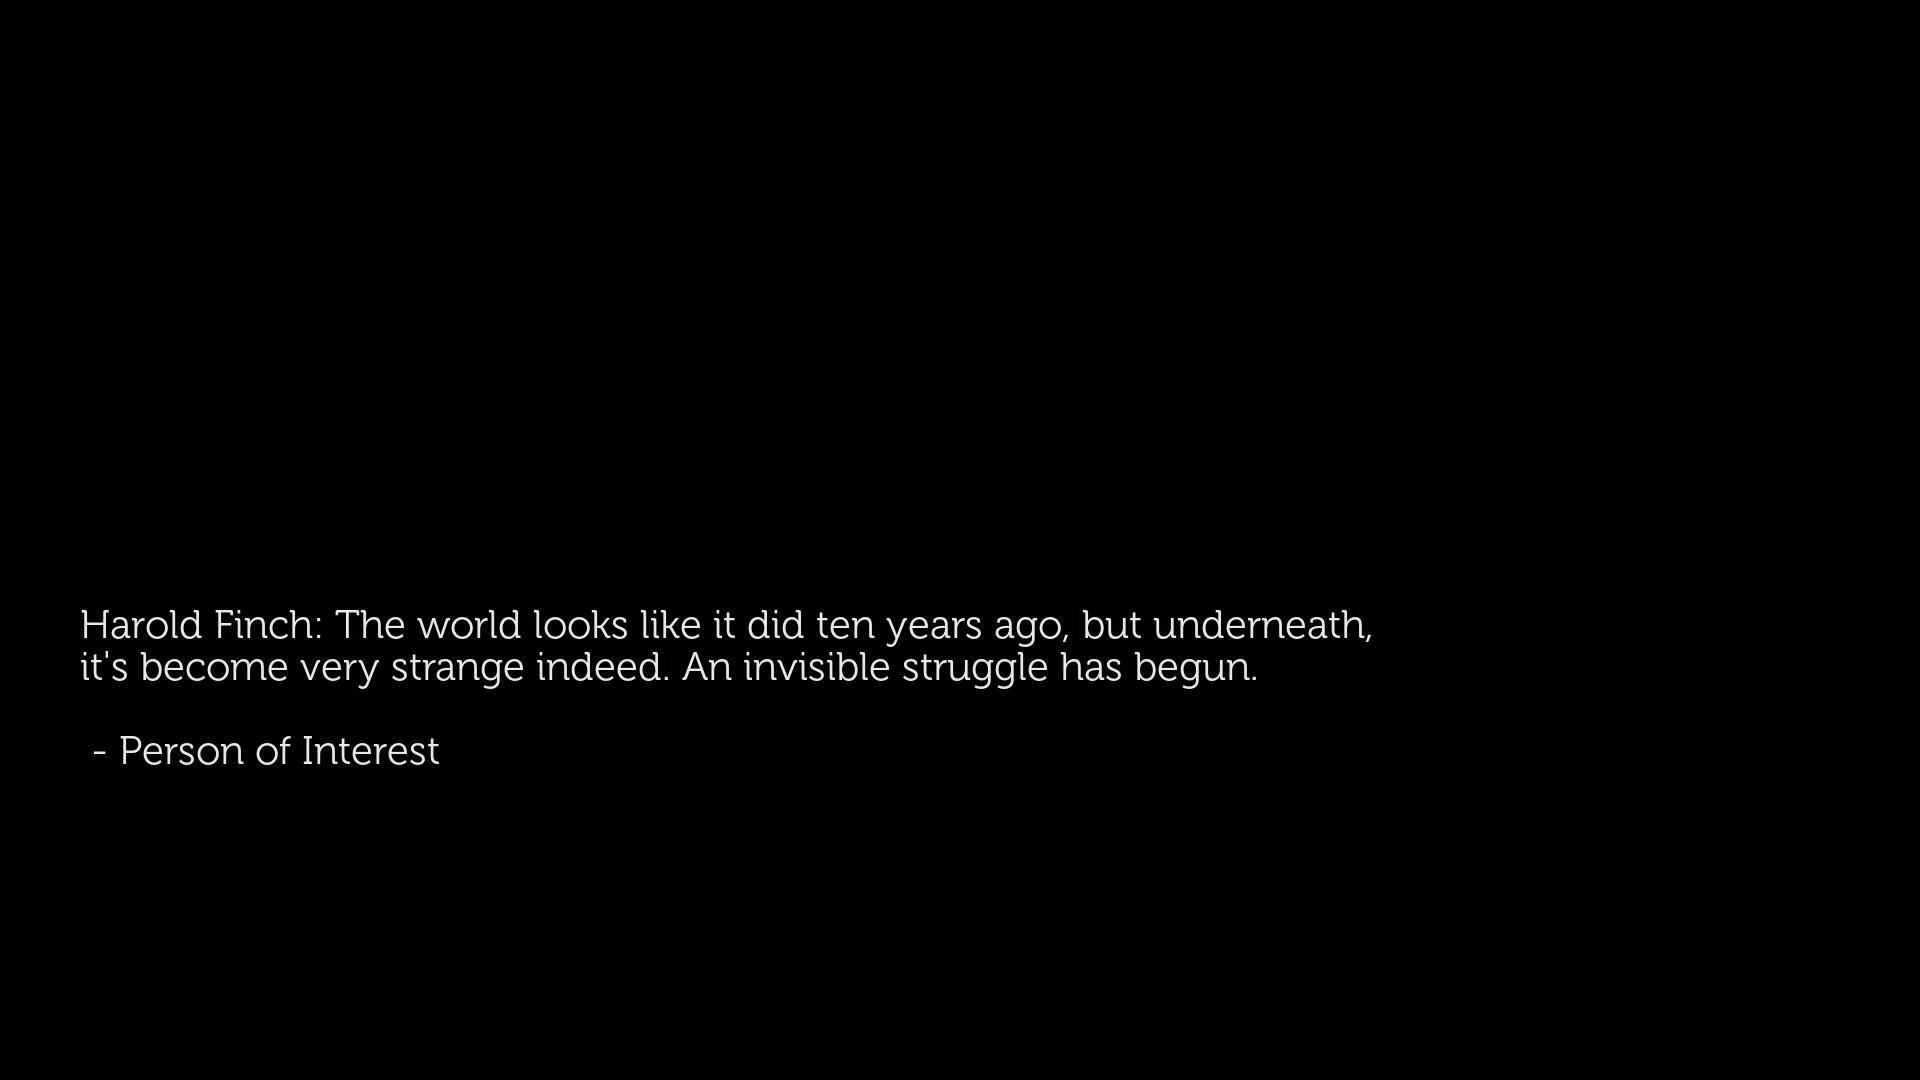 Harold Finch: The world looks like it did ten years ago, but underneath,
it's become very strange indeed. An invisible struggle has begun.
- Person of Interest